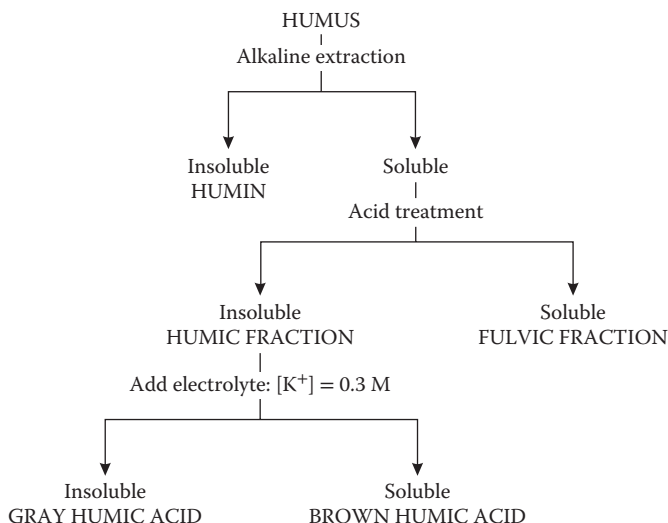 HUMUS
Alkaline extraction
Insoluble
HUMIN
Soluble
Acid treatment
Insoluble
HUMIC FRACTION
Soluble
FULVIC FRACTION
Add electrolyte: [K⁺] = 0.3 M
Insoluble
GRAY HUMIC ACID
Soluble
BROWN HUMIC ACID